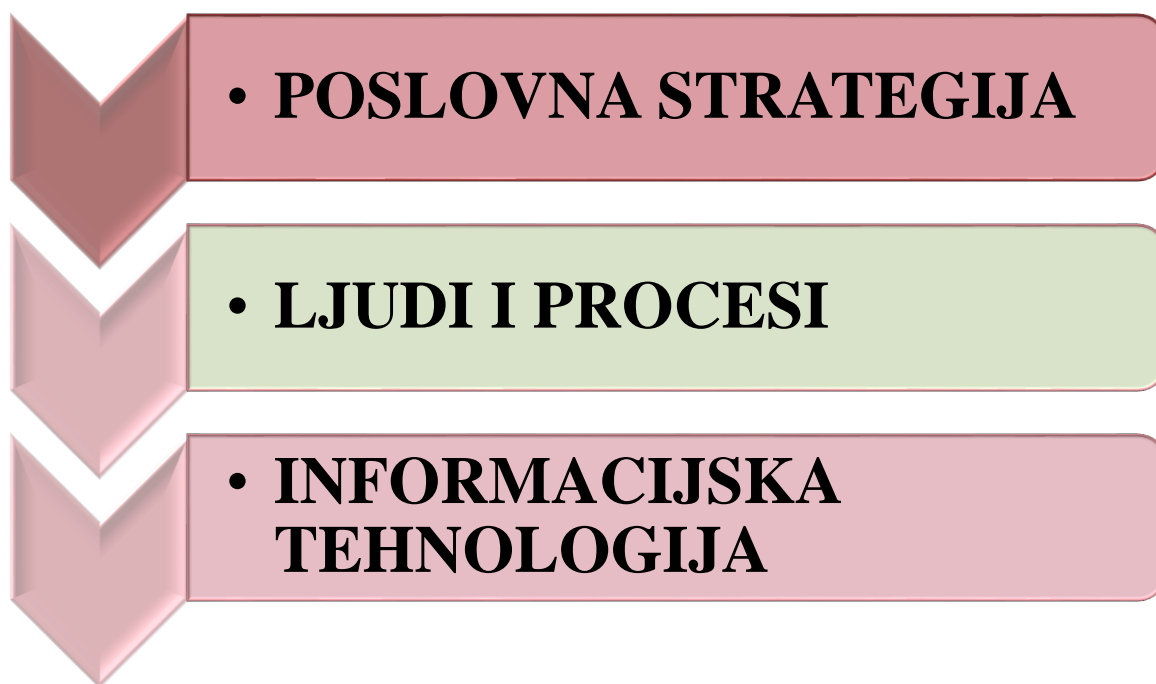 • POSLOVNA STRATEGIJA
• LJUDI I PROCESI
• INFORMACIJSKA
TEHNOLOGIJA